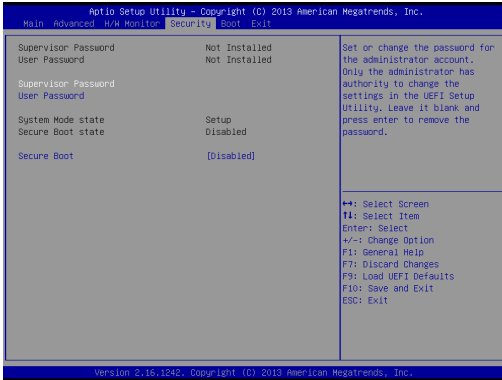 Aptio Setup Utility – Copyright (C) 2013 American Megatrends, Inc.
Main Advanced H/W Monitor Security Boot Exit
Supervisor Password Not Installed
User Password Not Installed
Supervisor Password
User Password
System Mode state Setup
Secure Boot state Disabled
Secure Boot [Disabled]
Set or change the password for
the administrator account.
Only the administrator has
authority to change the
settings in the UEFI Setup
Utility. Leave it blank and
press enter to remove the
password.
↔: Select Screen
↑↓: Select Item
Enter: Select
+/-: Change Option
F1: General Help
F7: Discard Changes
F9: Load UEFI Defaults
F10: Save and Exit
ESC: Exit
Version 2.16.1242. Copyright (C) 2013 American Megatrends, Inc.